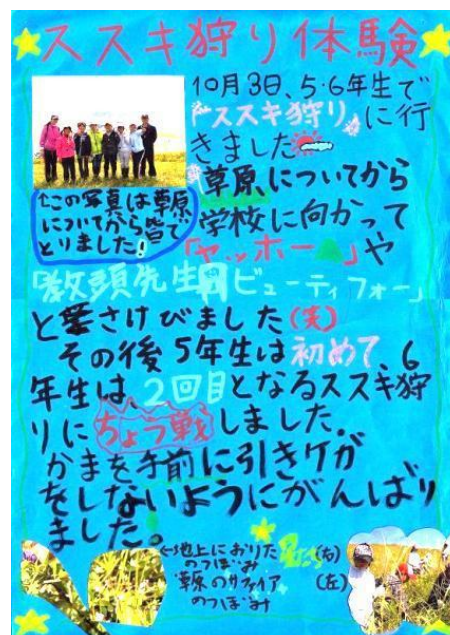 ススキ狩り体験
10月3日、5・6年生で
"ススキ狩り"に行
きました
草原についてから
学校に向かって
「ヤッホー」や
↑この写真は草原
についてから皆で
とりました!
「教頭先生 ビューティフォー」
とさけびました(笑)
その後5年生は初めて、6
年生は、2回目となるススキ狩
りにちょう戦しました。
かまを手前に引きケガ
をしないようにがんばり
ました。
←地上におりた
(右)
のつぼみ
草原のサファイア
(左)
のつぼみ